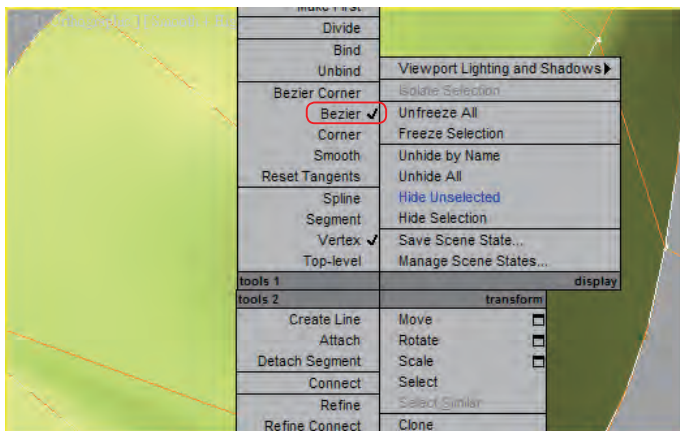 Make First
Divide
Bind
Unbind
Bezier Corner
Bezier
Corner
Smooth
Reset Tangents
Spline
Segment
Vertex
Top-level
tools 1
Viewport Lighting and Shadows
Isolate Selection
Unfreeze All
Freeze Selection
Unhide by Name
Unhide All
Hide Unselected
Hide Selection
Save Scene State...
Manage Scene States...
display
tools 2
Create Line
Attach
Detach Segment
Connect
Refine
Refine Connect
transform
Move
Rotate
Scale
Select
Select Similar
Clone